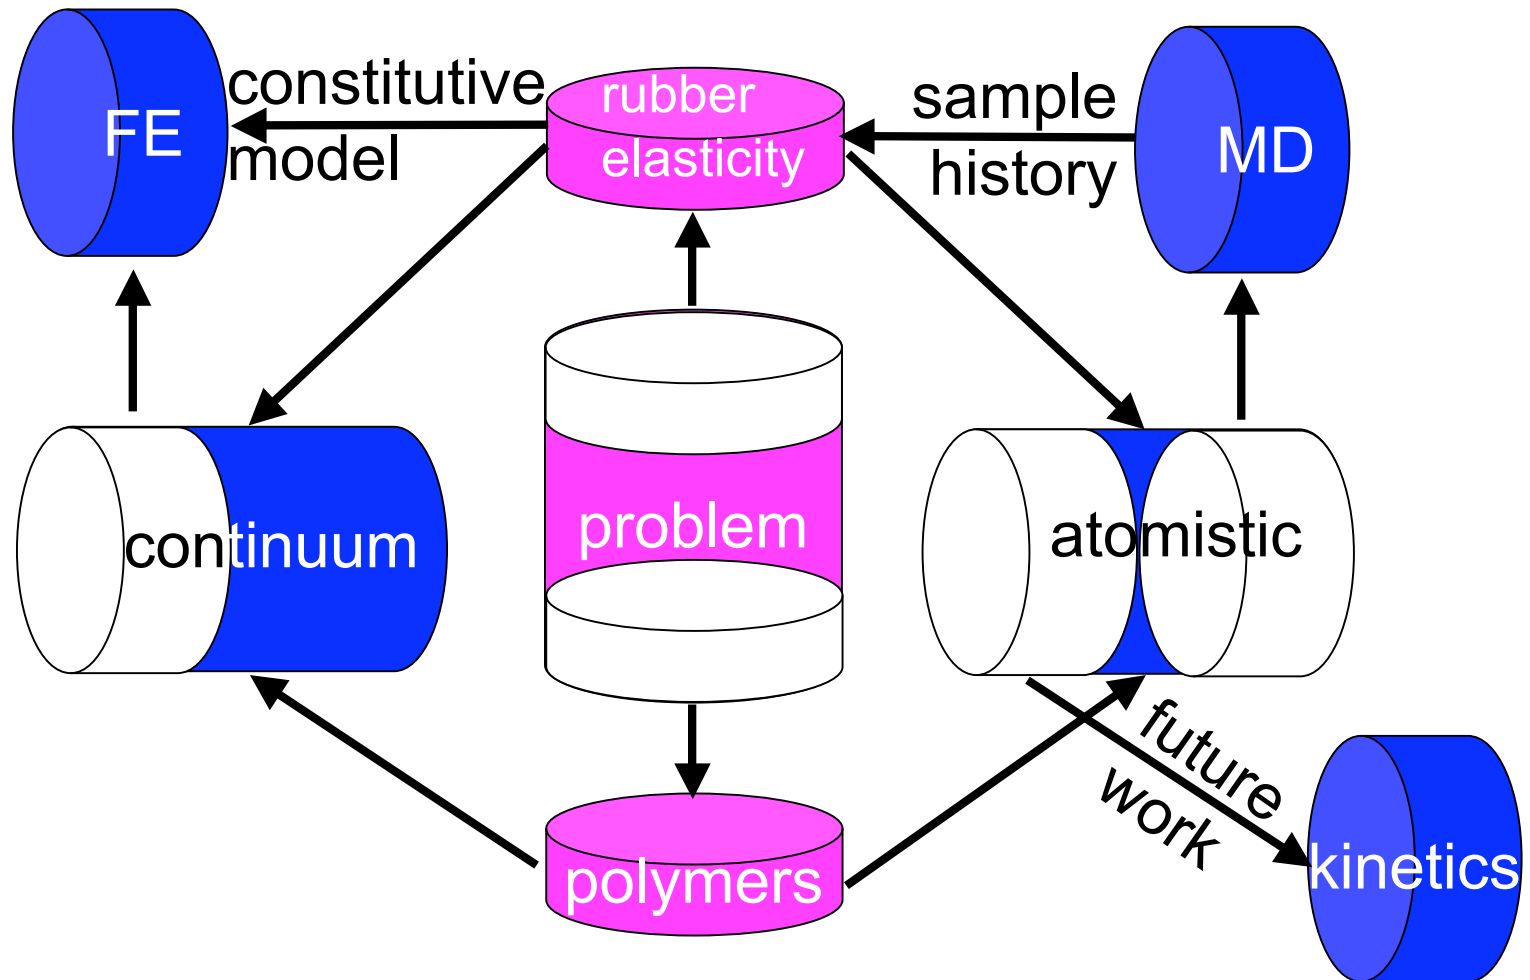 constitutive
model
FE
rubber
elasticity
sample
history
MD
continuum
problem
atomistic
future
work
polymers
kinetics